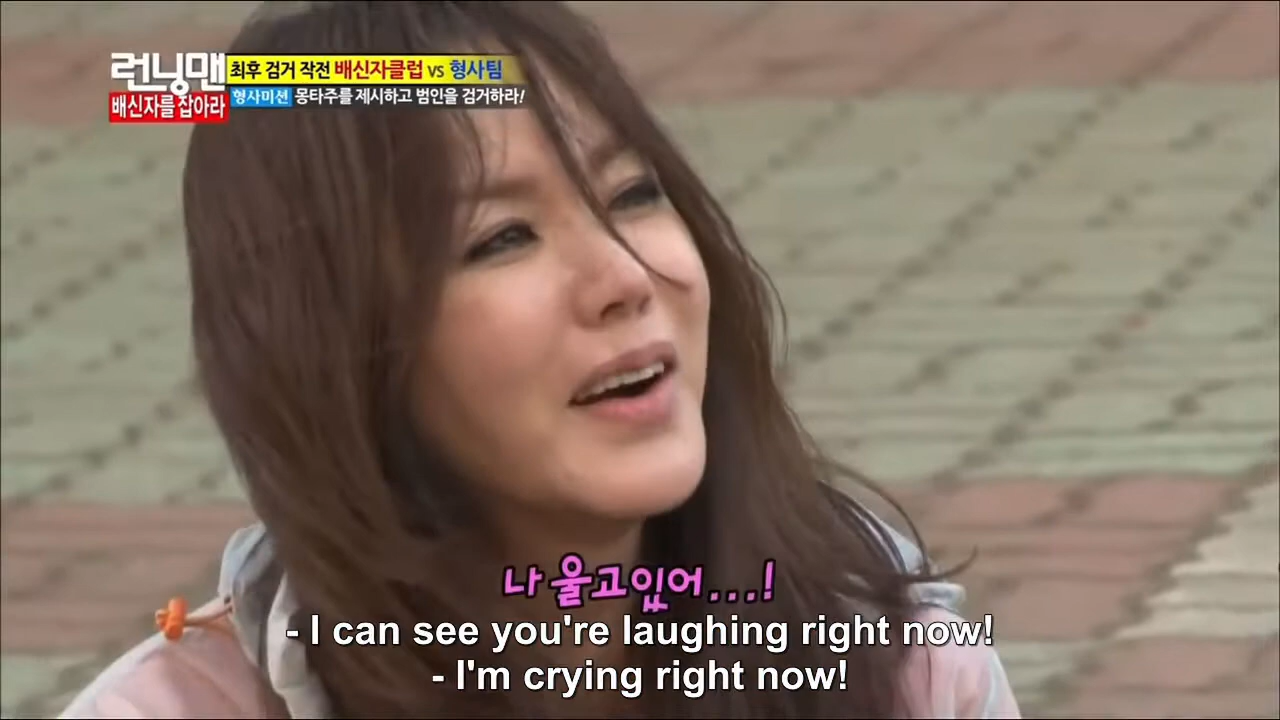 런닝맨
배신자를 잡아라
최후 검거 작전 배신자클럽 vs 형사팀
형사미션 몽타주를 제시하고 범인을 검거하라!
나 울고있어...!
- I can see you're laughing right now!
- I'm crying right now!